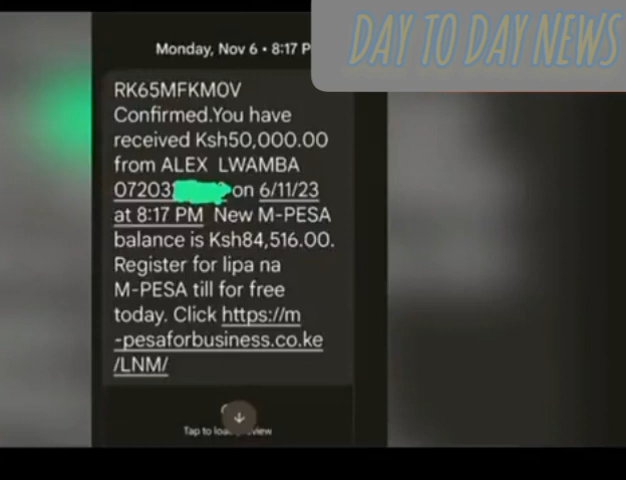 DAY TO DAY NEWS
Monday, Nov 6 • 8:17 P
RK65MFKMOV
Confirmed.You have
received Ksh50,000.00
from ALEX LWAMBA
07203 on 6/11/23
at 8:17 PM New M-PESA
balance is Ksh84,516.00.
Register for lipa na
M-PESA till for free
today. Click https://m
-pesaforbusiness.co.ke
/LNM/
Tap to